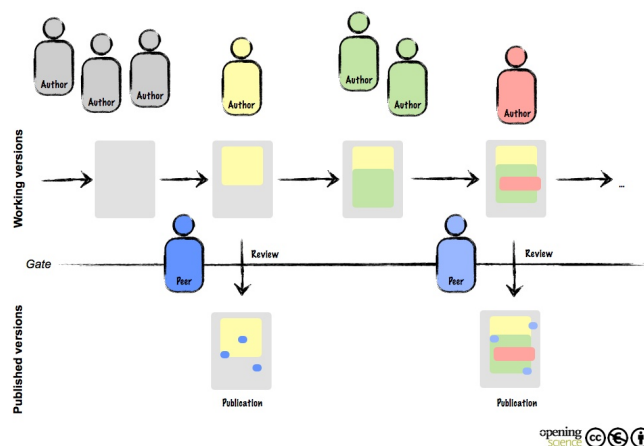 Author
Author
Author
Author
Author
Author
Author
Working versions
...
Gate
Peer
Review
Peer
Review
Published versions
Publication
Publication
opening
science
cc